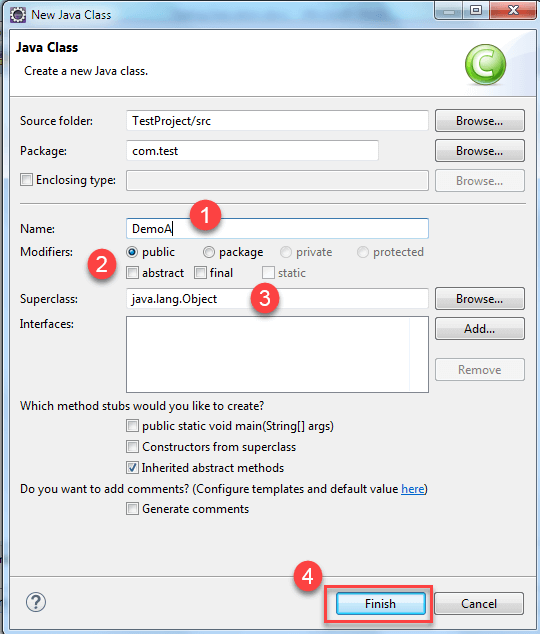 New Java Class
Java Class
Create a new Java class.
C
Source folder: TestProject/src Browse...
Package: com.test Browse...
Enclosing type: Browse...
1
Name: DemoA
Modifiers: public package private protected
2
abstract final static
Superclass: java.lang.Object 3 Browse...
Interfaces: Add...
Remove
Which method stubs would you like to create?
public static void main(String[] args)
Constructors from superclass
Inherited abstract methods
Do you want to add comments? (Configure templates and default value here)
Generate comments
4
? Finish Cancel